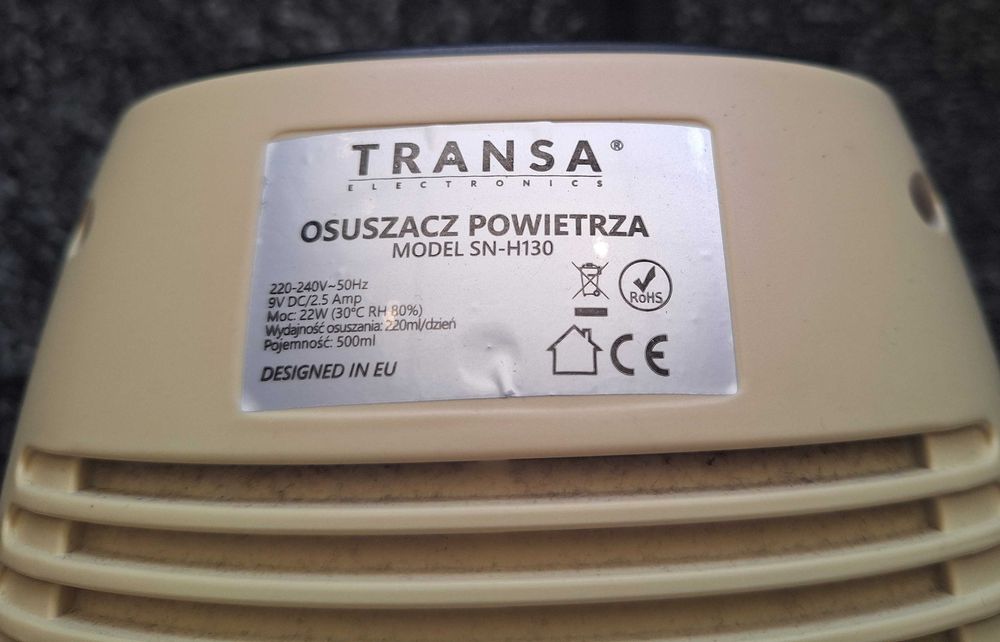 TRANSA®
ELECTRONICS
OSUSZACZ POWIETRZA
MODEL SN-H130
220-240V~50Hz
9V DC/2.5 Amp
Moc: 22W (30°C RH 80%)
Wydajność osuszania: 220ml/dzień
Pojemność: 500ml
DESIGNED IN EU
RoHS
CE